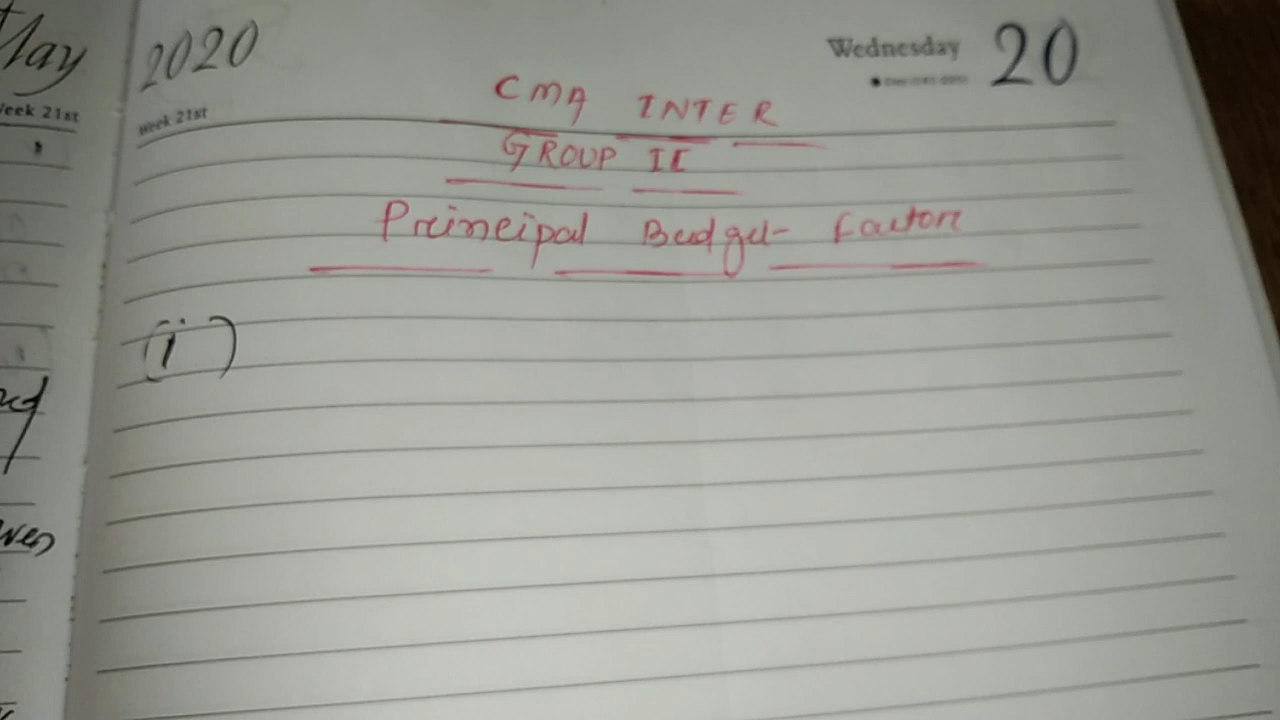 May
Week 21st
2020
Week 21st
Wednesday 20
CMA INTER
GROUP II
Principal Budget Factor
(i)